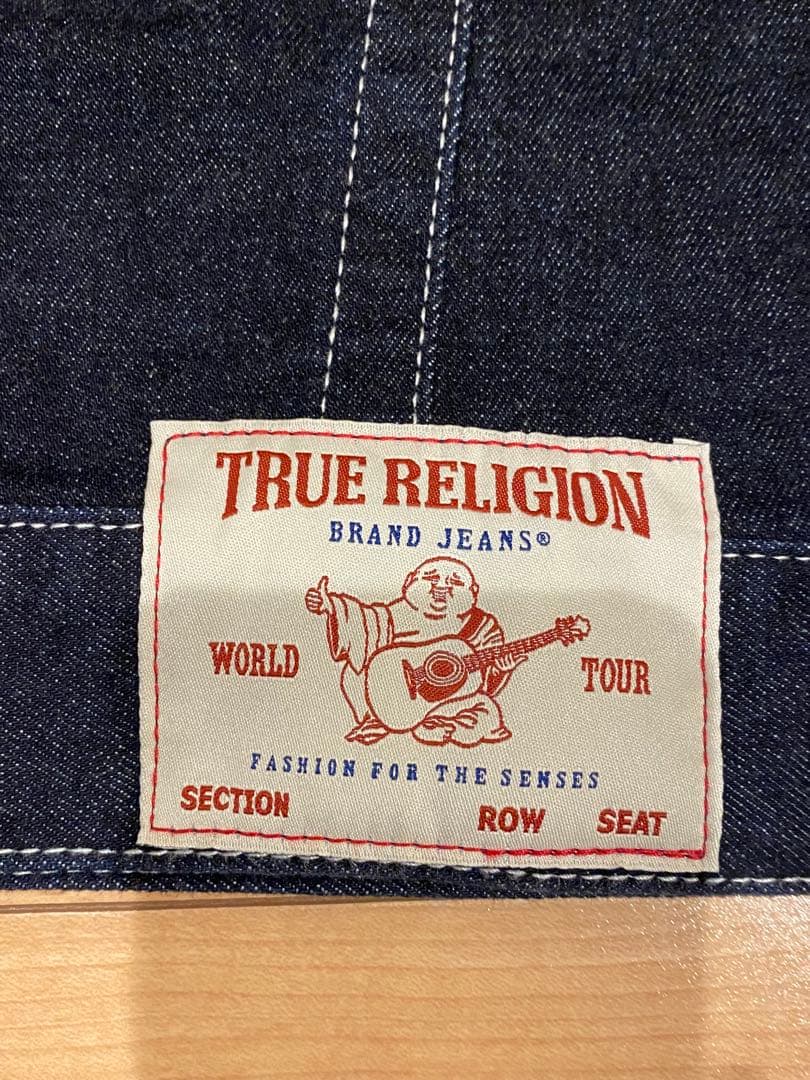 TRUE RELIGION
BRAND JEANS®
WORLD TOUR
FASHION FOR THE SENSES
SECTION ROW SEAT